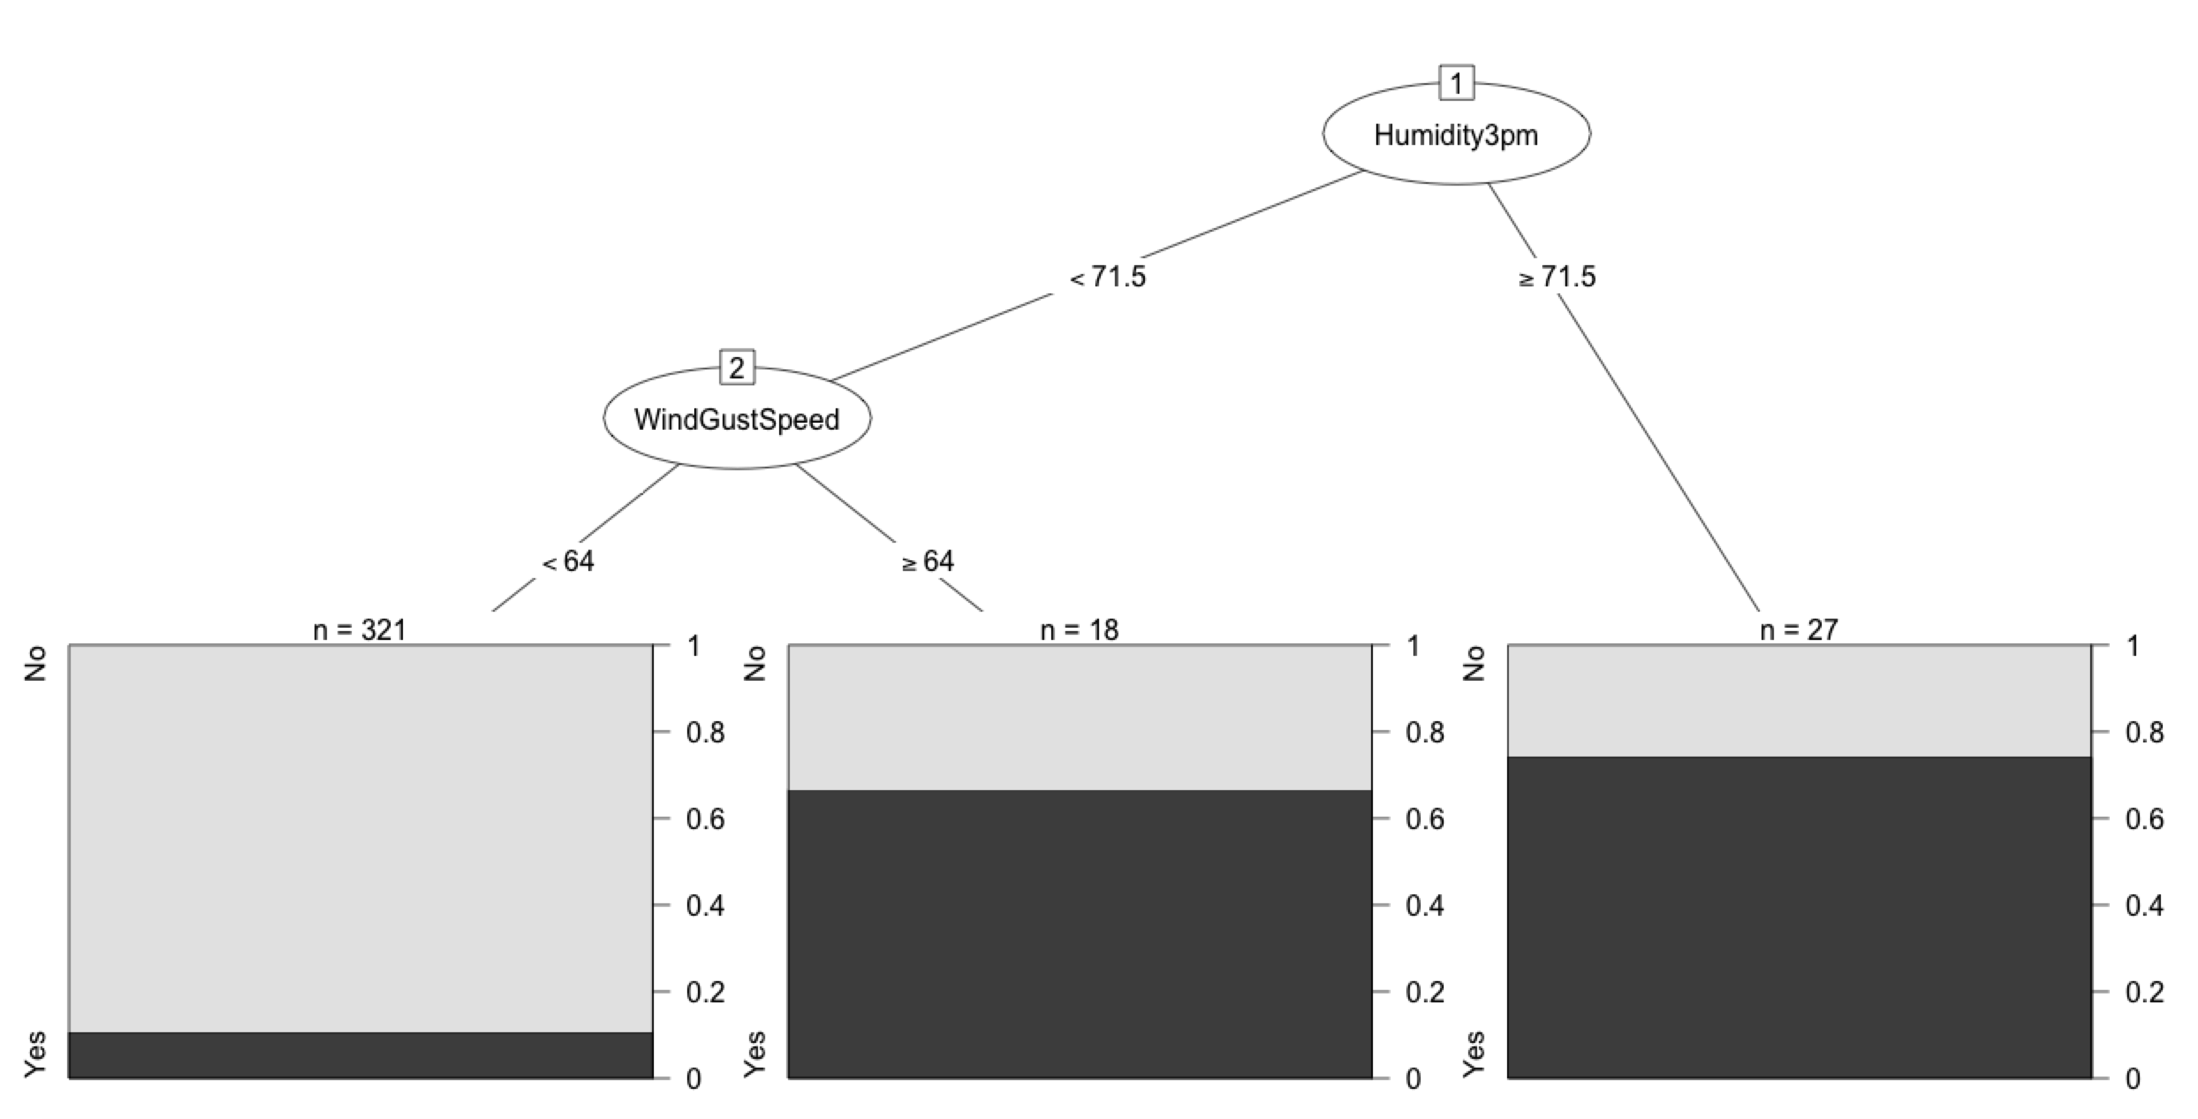 1
Humidity3pm
< 71.5
≥ 71.5
2
WindGustSpeed
< 64
≥ 64
n = 321
No
Yes
1
0.8
0.6
0.4
0.2
0
n = 18
No
Yes
1
0.8
0.6
0.4
0.2
0
n = 27
No
Yes
1
0.8
0.6
0.4
0.2
0